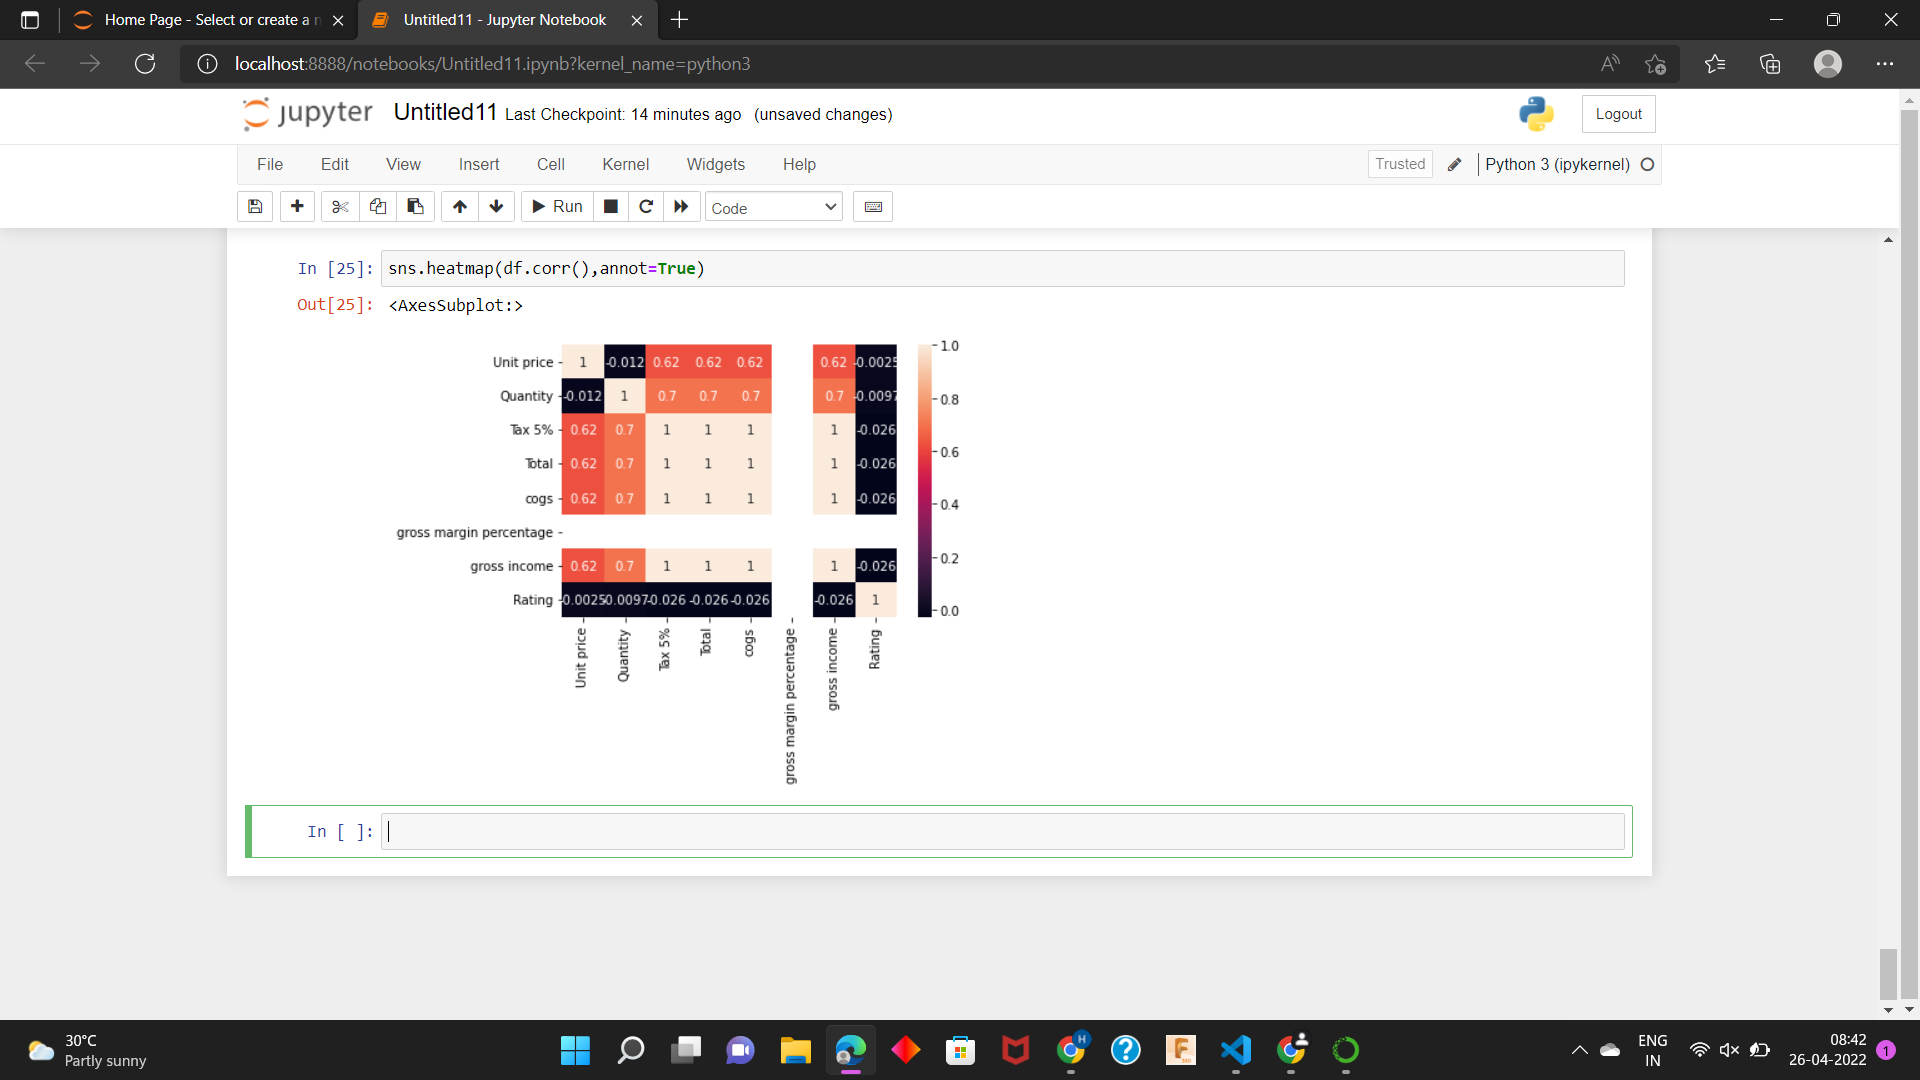 Home Page - Select or create a n
Untitled11 - Jupyter Notebook
localhost:8888/notebooks/Untitled11.ipynb?kernel_name=python3
jupyter Untitled11 Last Checkpoint: 14 minutes ago (unsaved changes)
Logout
File Edit View Insert Cell Kernel Widgets Help
Trusted Python 3 (ipykernel)
Run Code
In [25]: sns.heatmap(df.corr(),annot=True)
Out[25]: <AxesSubplot:>
Unit price 1 -0.012 0.62 0.62 0.62 0.62 -0.0025
Quantity -0.012 1 0.7 0.7 0.7 0.7 -0.0097
Tax 5% 0.62 0.7 1 1 1 1 -0.026
Total 0.62 0.7 1 1 1 1 -0.026
cogs 0.62 0.7 1 1 1 1 -0.026
gross margin percentage
gross income 0.62 0.7 1 1 1 1 -0.026
Rating -0.0025 -0.0097 -0.026 -0.026 -0.026 -0.026 1
Unit price
Quantity
Tax 5%
Total
cogs
gross margin percentage
gross income
Rating
1.0
0.8
0.6
0.4
0.2
0.0
In [ ]:
30°C
Partly sunny
H
F
ENG
IN
08:42
26-04-2022
1